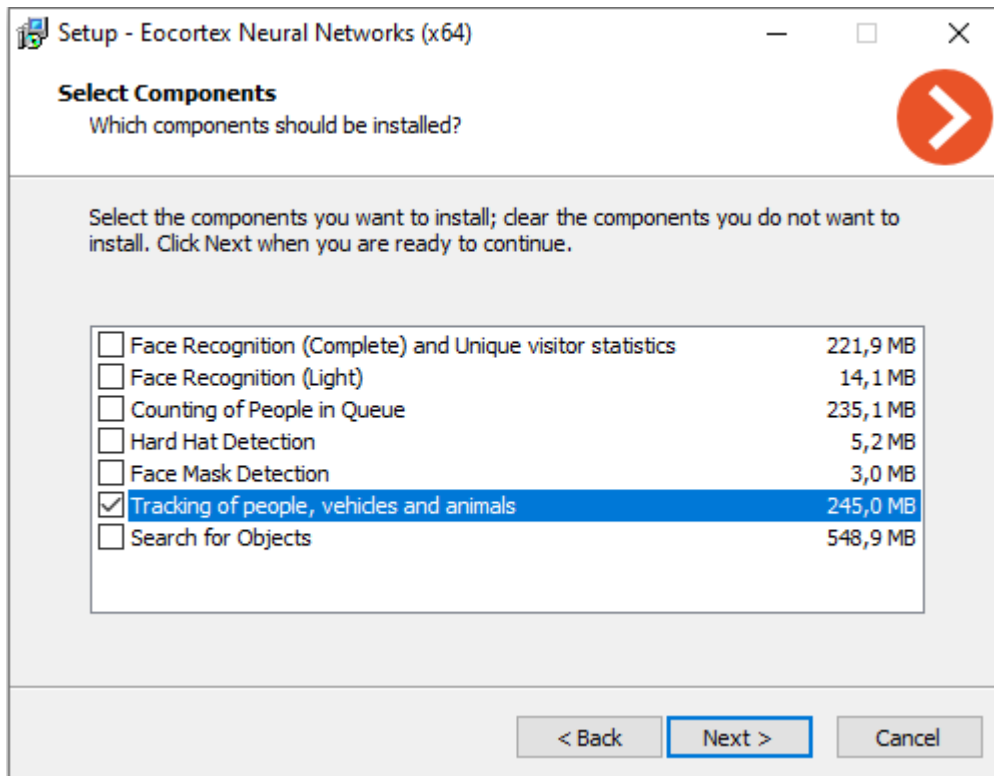 Setup - Eocortex Neural Networks (x64)
Select Components
Which components should be installed?
Select the components you want to install; clear the components you do not want to
install. Click Next when you are ready to continue.
Face Recognition (Complete) and Unique visitor statistics 221,9 MB
Face Recognition (Light) 14,1 MB
Counting of People in Queue 235,1 MB
Hard Hat Detection 5,2 MB
Face Mask Detection 3,0 MB
Tracking of people, vehicles and animals 245,0 MB
Search for Objects 548,9 MB
< Back Next > Cancel